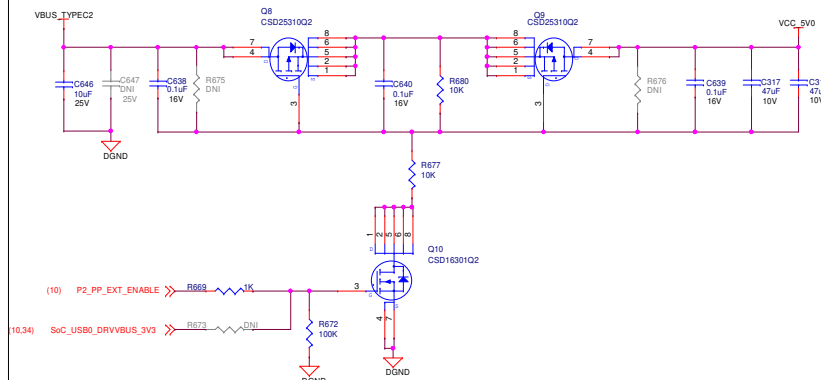 VBUS_TYPEC2
Q8
CSD25310Q2
Q9
CSD25310Q2
VCC_5V0
7
4
8
6
5
2
1
3
D
G
S
8
6
5
2
1
7
4
3
S
G
D
C646
10uF
25V
C647
DNI
25V
C638
0.1uF
16V
R675
DNI
C640
0.1uF
16V
R680
10K
R676
DNI
C639
0.1uF
16V
C317
47uF
10V
DGND
R677
10K
1
2
5
6
8
D
Q10
CSD16301Q2
3
G
4
7
(10) P2_PP_EXT_ENABLE
R669
1K
(10,34) SoC_USB0_DRVVBUS_3V3
R673
DNI
R672
100K
DGND
DGND